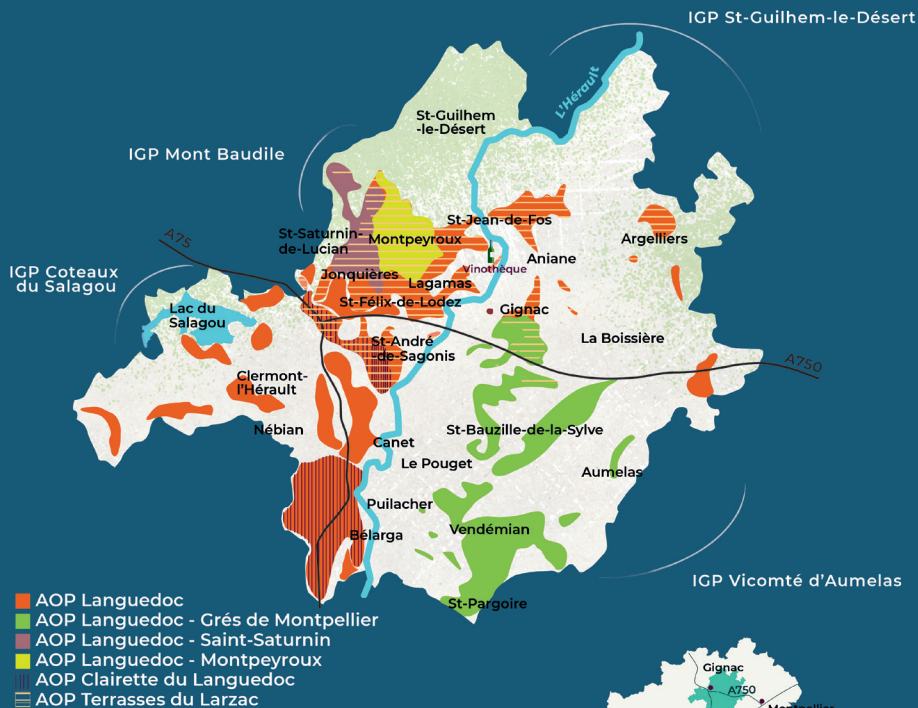 IGP St-Guilhem-le-Désert
L'Hérault
St-Guilhem
-le-Désert
IGP Mont Baudile
St-Jean-de-Fos
St-Saturnin-
de-Lucian
Montpeyroux
Argelliers
A75
Aniane
Vinothèque
IGP Coteaux
du Salagou
Jonquières
Lagamas
St-Félix-de-Lodez
Gignac
Lac du
Salagou
La Boissière
St-André
-de-Sagonis
A750
Clermont-
l'Hérault
Nébian
St-Bauzille-de-la-Sylve
Canet
Le Pouget
Aumelas
Puilacher
Vendémian
Bélarga
IGP Vicomté d'Aumelas
St-Pargoire
AOP Languedoc
AOP Languedoc - Grés de Montpellier
AOP Languedoc - Saint-Saturnin
AOP Languedoc - Montpeyroux
AOP Clairette du Languedoc
AOP Terrasses du Larzac
Gignac
A750
Montpellier